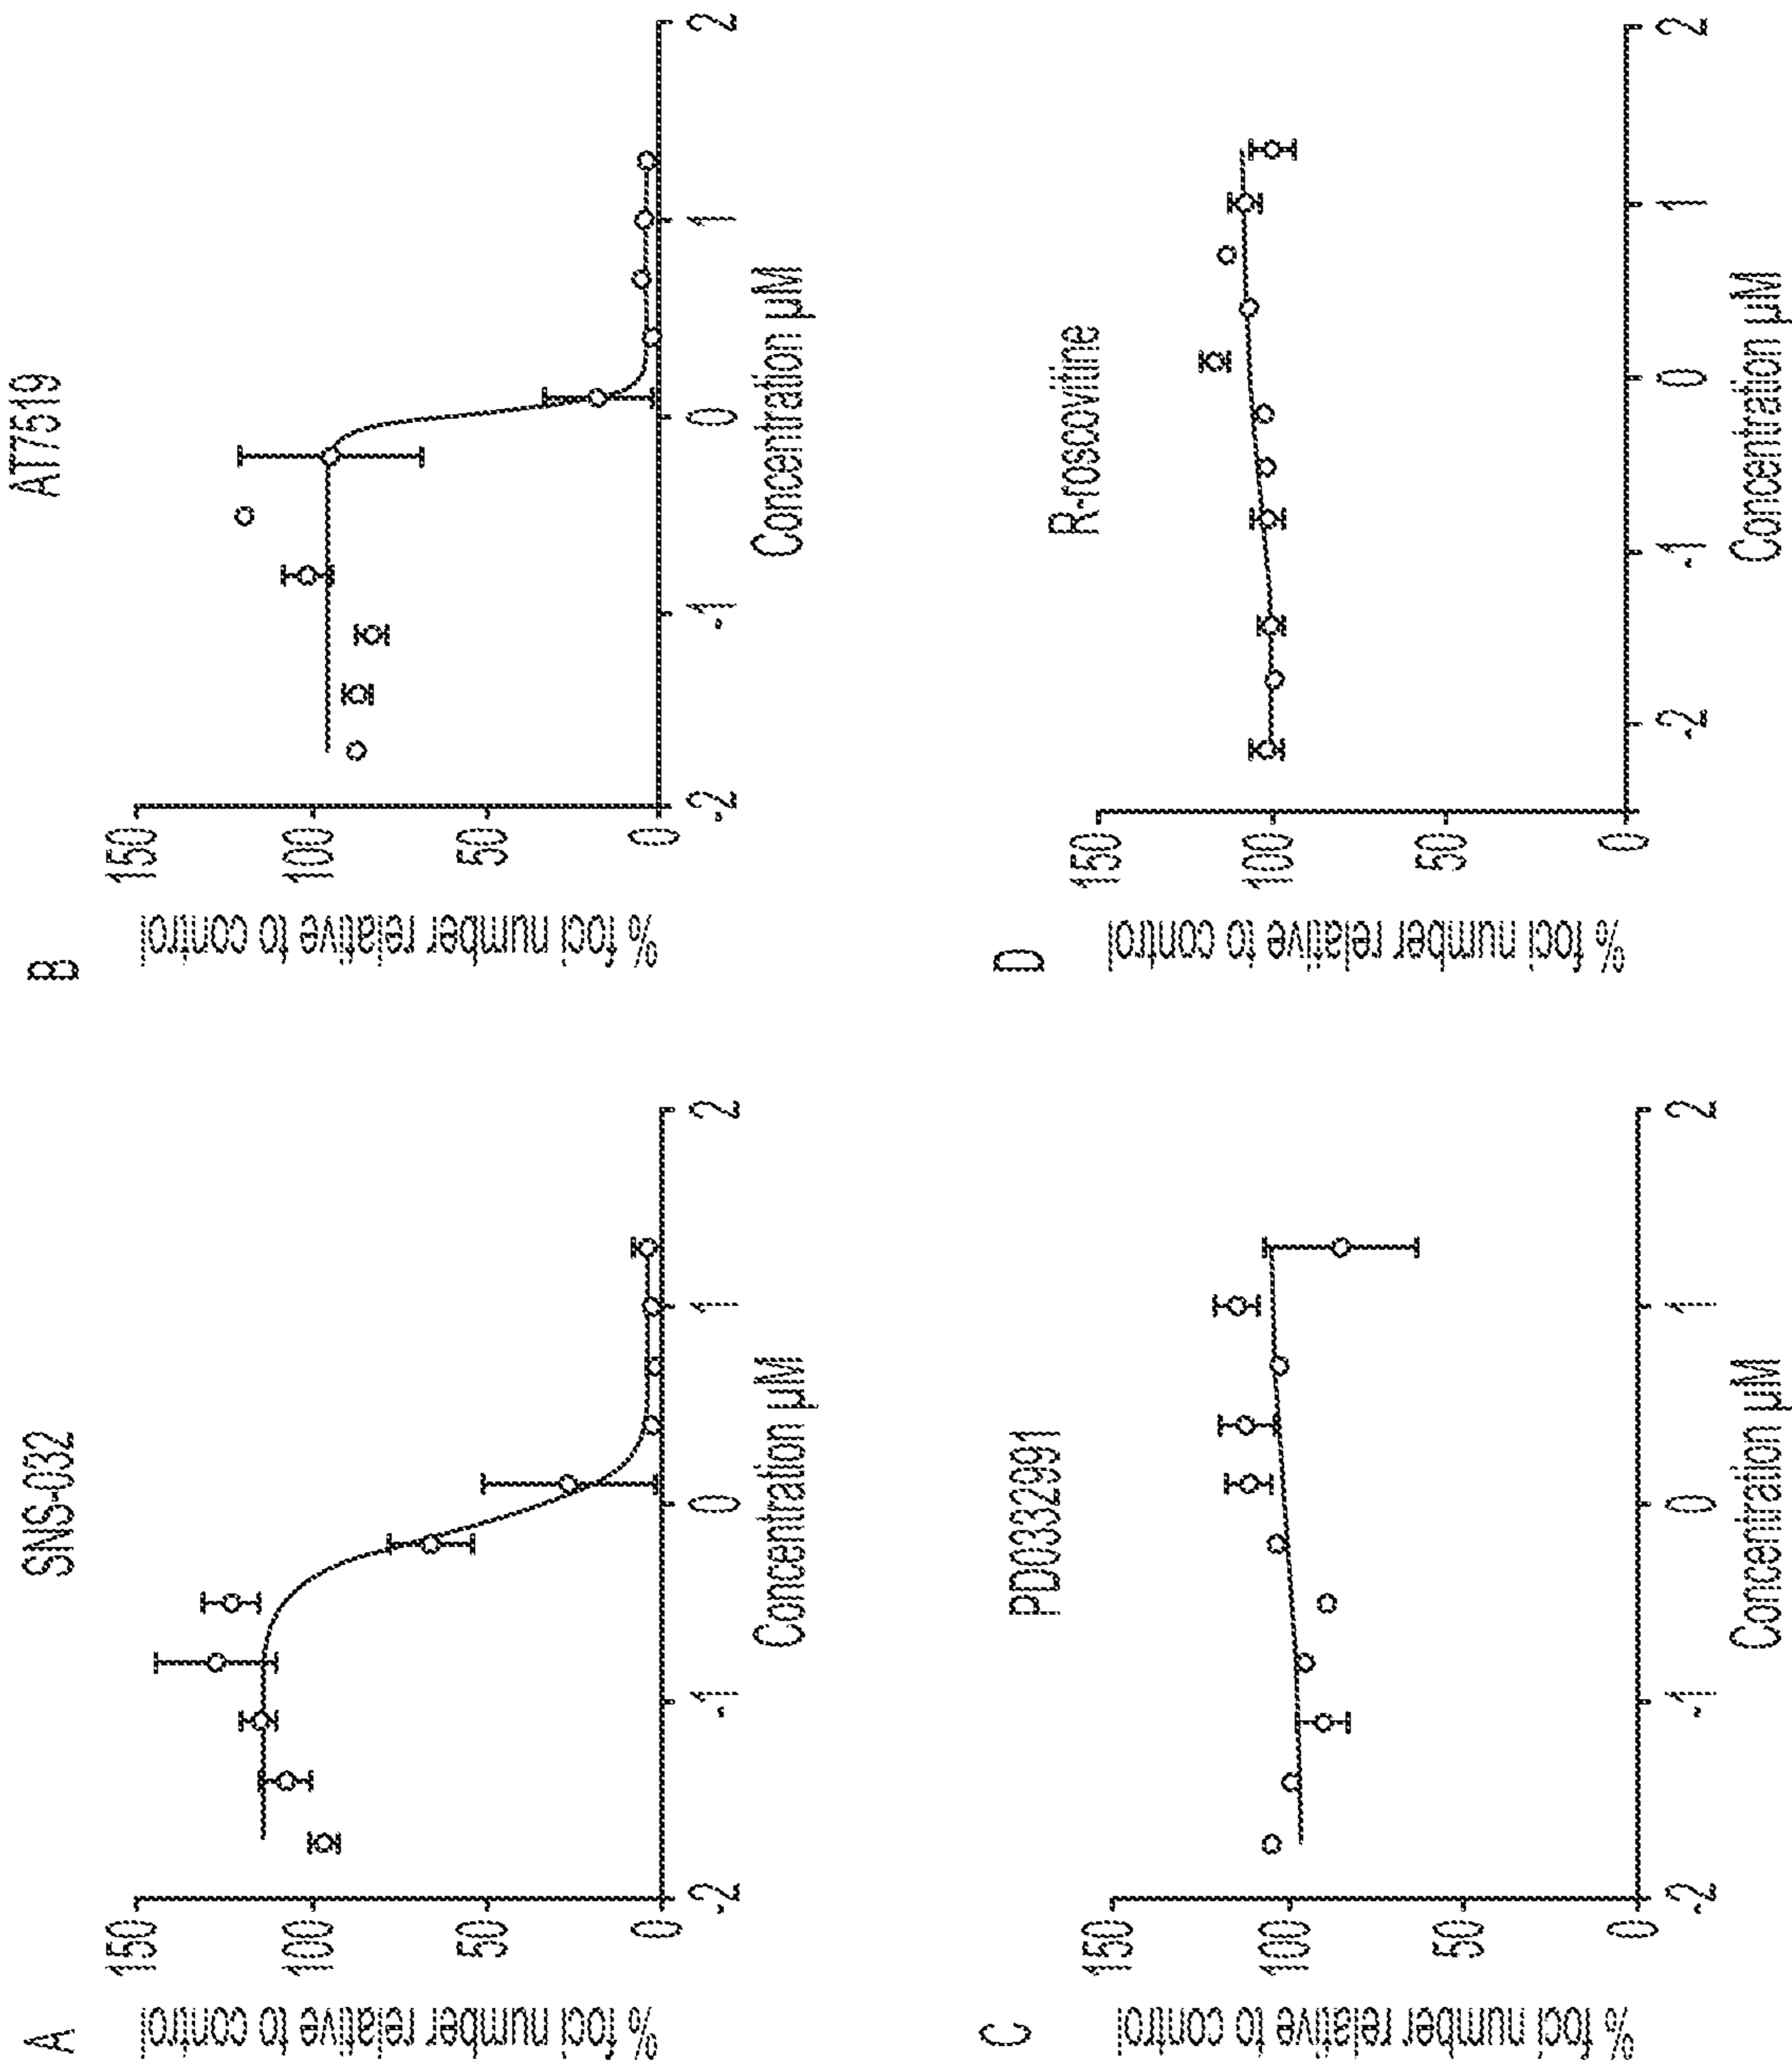 A
SNS-032
% foci number relative to control
150
100
50
0
-2
-1
0
1
2
Concentration µM
B
AT7519
% foci number relative to control
150
100
50
0
-2
-1
0
1
2
Concentration µM
C
PD0332991
% foci number relative to control
150
100
50
0
-2
-1
0
1
2
Concentration µM
D
R-roscovitine
% foci number relative to control
150
100
50
0
-2
-1
0
1
2
Concentration µM